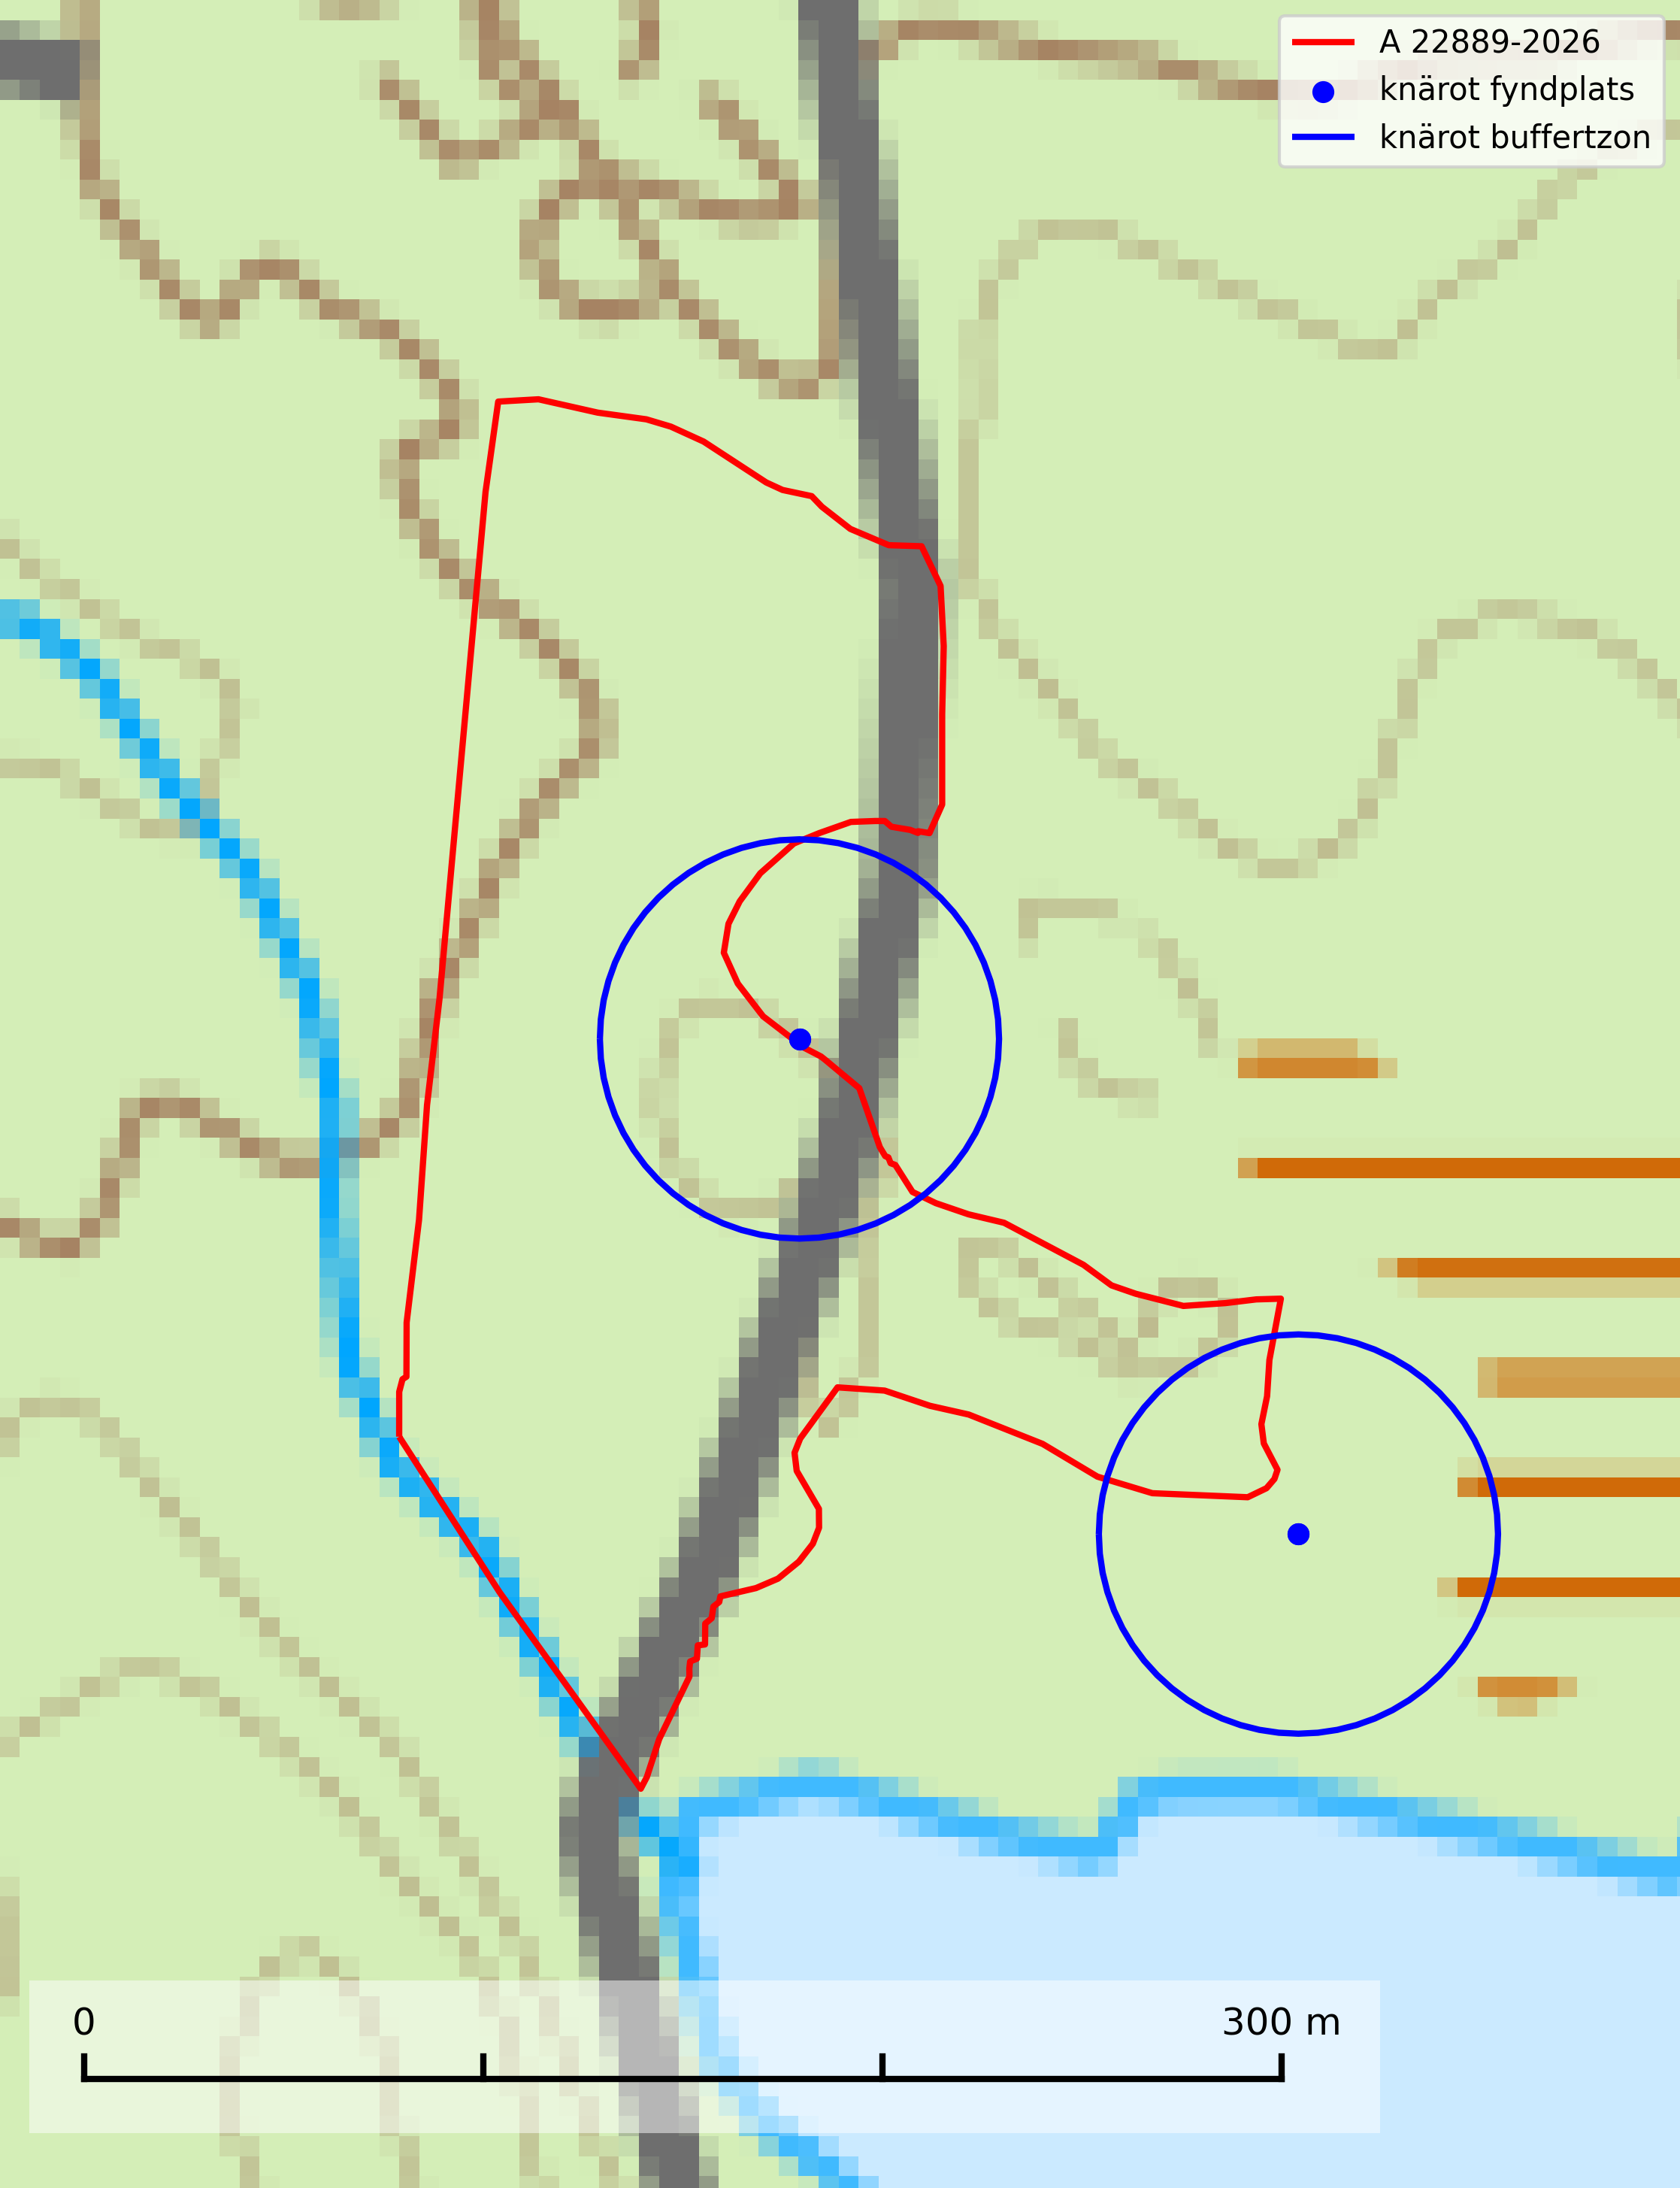 A 22889-2026
knärot fyndplats
knärot buffertzon
0
300 m